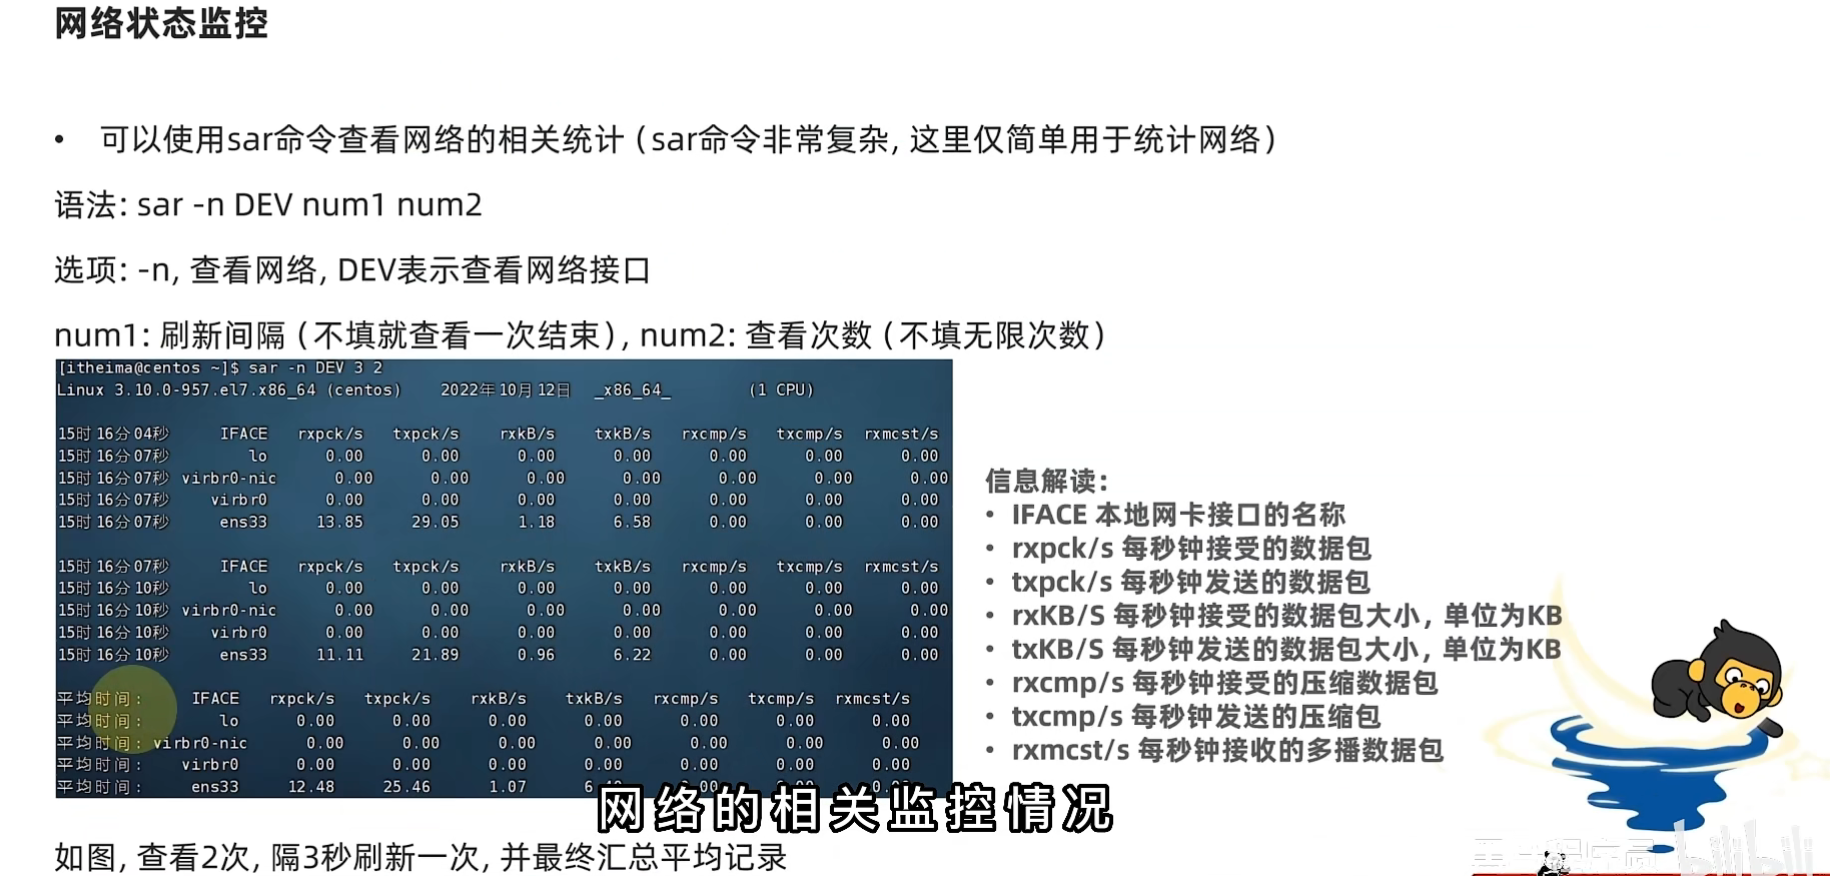 网络状态监控
• 可以使用sar命令查看网络的相关统计（sar命令非常复杂, 这里仅简单用于统计网络）
语法: sar -n DEV num1 num2
选项: -n, 查看网络, DEV表示查看网络接口
num1: 刷新间隔（不填就查看一次结束）, num2: 查看次数（不填无限次数）
[itheima@centos ~]$ sar -n DEV 3 2
Linux 3.10.0-957.el7.x86_64 (centos) 2022年10月12日 _x86_64_ (1 CPU)
15时16分04秒 IFACE rxpck/s txpck/s rxkB/s txkB/s rxcmp/s txcmp/s rxmcst/s
15时16分07秒 lo 0.00 0.00 0.00 0.00 0.00 0.00 0.00
15时16分07秒 virbr0-nic 0.00 0.00 0.00 0.00 0.00 0.00 0.00
15时16分07秒 virbr0 0.00 0.00 0.00 0.00 0.00 0.00 0.00
15时16分07秒 ens33 13.85 29.05 1.18 6.58 0.00 0.00 0.00
15时16分07秒 IFACE rxpck/s txpck/s rxkB/s txkB/s rxcmp/s txcmp/s rxmcst/s
15时16分10秒 lo 0.00 0.00 0.00 0.00 0.00 0.00 0.00
15时16分10秒 virbr0-nic 0.00 0.00 0.00 0.00 0.00 0.00 0.00
15时16分10秒 virbr0 0.00 0.00 0.00 0.00 0.00 0.00 0.00
15时16分10秒 ens33 11.11 21.89 0.96 6.22 0.00 0.00 0.00
平均时间: IFACE rxpck/s txpck/s rxkB/s txkB/s rxcmp/s txcmp/s rxmcst/s
平均时间: lo 0.00 0.00 0.00 0.00 0.00 0.00 0.00
平均时间: virbr0-nic 0.00 0.00 0.00 0.00 0.00 0.00 0.00
平均时间: virbr0 0.00 0.00 0.00 0.00 0.00 0.00 0.00
平均时间: ens33 12.48 25.46 1.07
信息解读:
• IFACE 本地网卡接口的名称
• rxpck/s 每秒钟接受的数据包
• txpck/s 每秒钟发送的数据包
• rxKB/S 每秒钟接受的数据包大小, 单位为KB
• txKB/S 每秒钟发送的数据包大小, 单位为KB
• rxcmp/s 每秒钟接受的压缩数据包
• txcmp/s 每秒钟发送的压缩包
• rxmcst/s 每秒钟接收的多播数据包
网络的相关监控情况
如图, 查看2次, 隔3秒刷新一次, 并最终汇总平均记录
bilibili